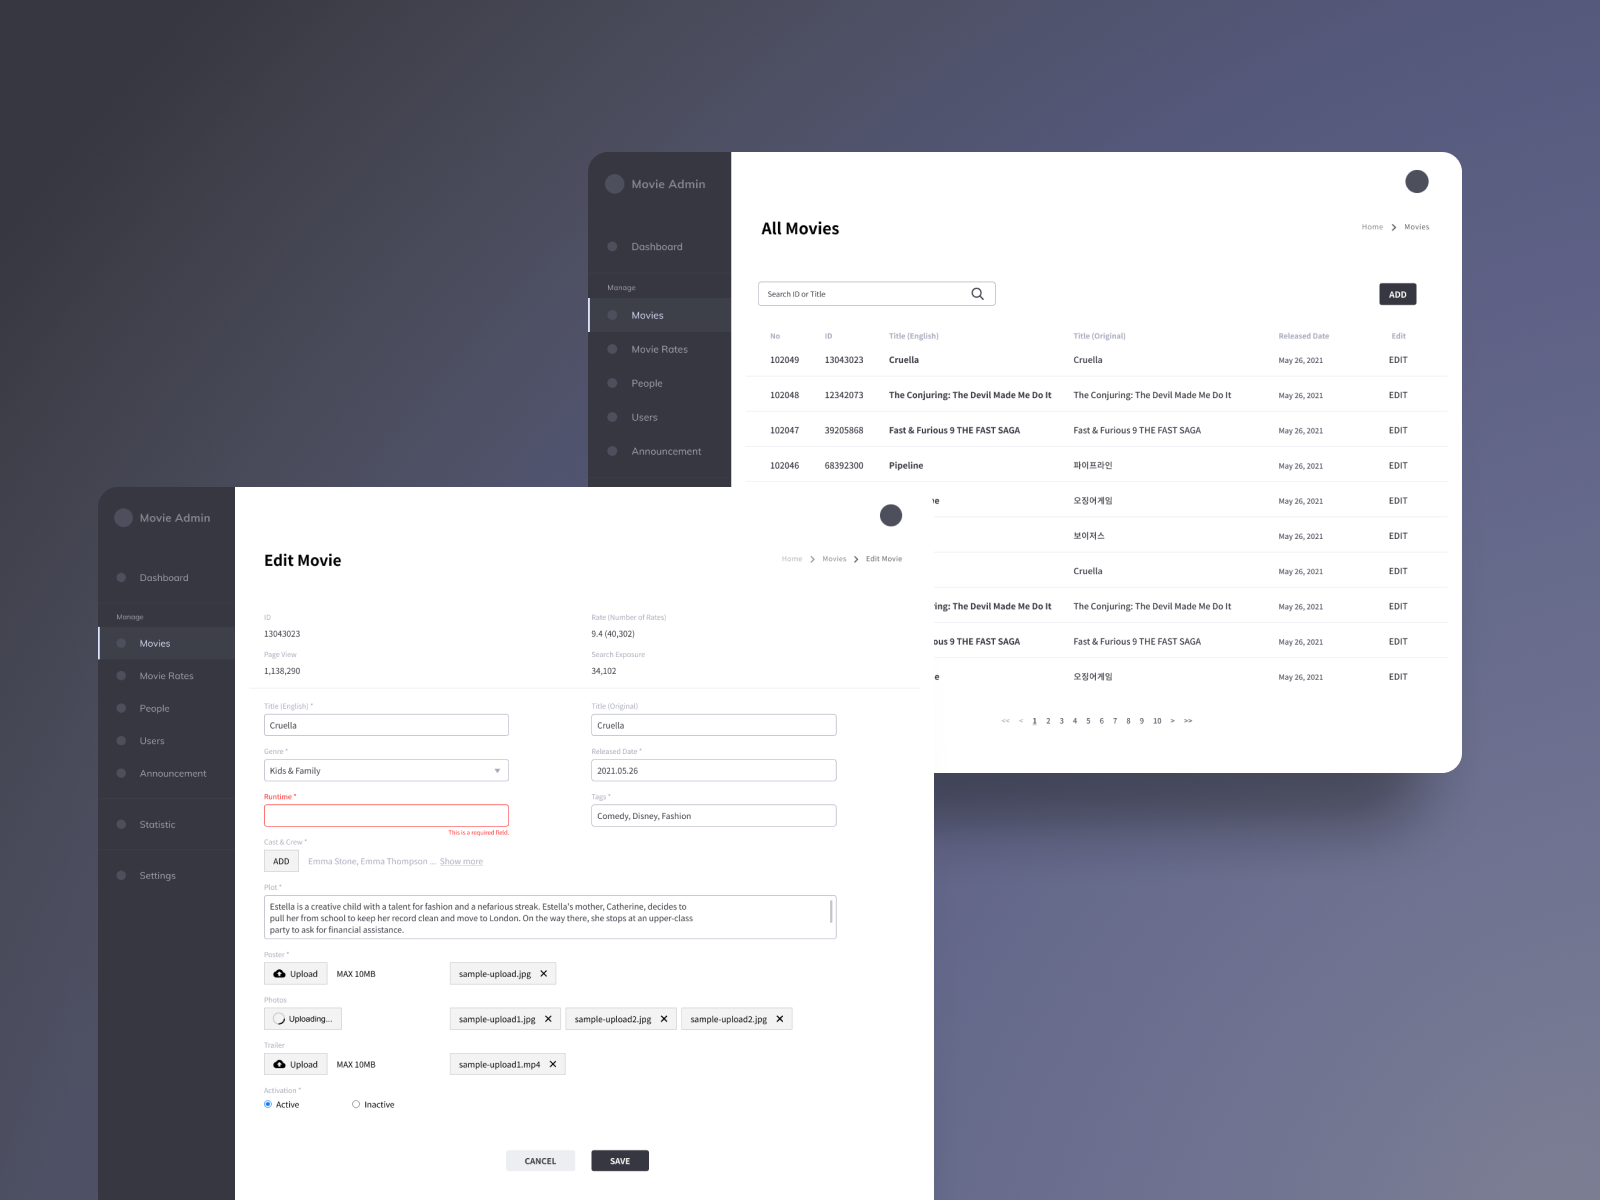 Movie Admin
Dashboard
Manage
Movies
Movie Rates
People
Users
Announcement
All Movies
Home > Movies
Search ID or Title
ADD
No ID Title (English) Title (Original) Released Date Edit
102049 13043023 Cruella Cruella May 26, 2021 EDIT
102048 12342073 The Conjuring: The Devil Made Me Do It The Conjuring: The Devil Made Me Do It May 26, 2021 EDIT
102047 39205868 Fast & Furious 9 THE FAST SAGA Fast & Furious 9 THE FAST SAGA May 26, 2021 EDIT
102046 68392300 Pipeline 파이프라인 May 26, 2021 EDIT
오징어게임 May 26, 2021 EDIT
보이저스 May 26, 2021 EDIT
Cruella May 26, 2021 EDIT
ing: The Devil Made Me Do It The Conjuring: The Devil Made Me Do It May 26, 2021 EDIT
ous 9 THE FAST SAGA Fast & Furious 9 THE FAST SAGA May 26, 2021 EDIT
e 오징어게임 May 26, 2021 EDIT
<< < 1 2 3 4 5 6 7 8 9 10 > >>
Movie Admin
Dashboard
Manage
Movies
Movie Rates
People
Users
Announcement
Statistic
Settings
Edit Movie
Home > Movies > Edit Movie
ID
13043023
Rate (Number of Rates)
9.4 (40,302)
Page View
1,138,290
Search Exposure
34,102
Title (English) *
Cruella
Title (Original)
Cruella
Genre *
Kids & Family
Released Date *
2021.05.26
Runtime *
This is a required field.
Tags *
Comedy, Disney, Fashion
Cast & Crew *
ADD Emma Stone, Emma Thompson ... Show more
Plot *
Estella is a creative child with a talent for fashion and a nefarious streak. Estella's mother, Catherine, decides to
pull her from school to keep her record clean and move to London. On the way there, she stops at an upper-class
party to ask for financial assistance.
Poster *
Upload MAX 10MB sample-upload.jpg
Photos
Uploading... sample-upload1.jpg sample-upload2.jpg sample-upload2.jpg
Trailer
Upload MAX 10MB sample-upload1.mp4
Activation *
Active Inactive
CANCEL SAVE